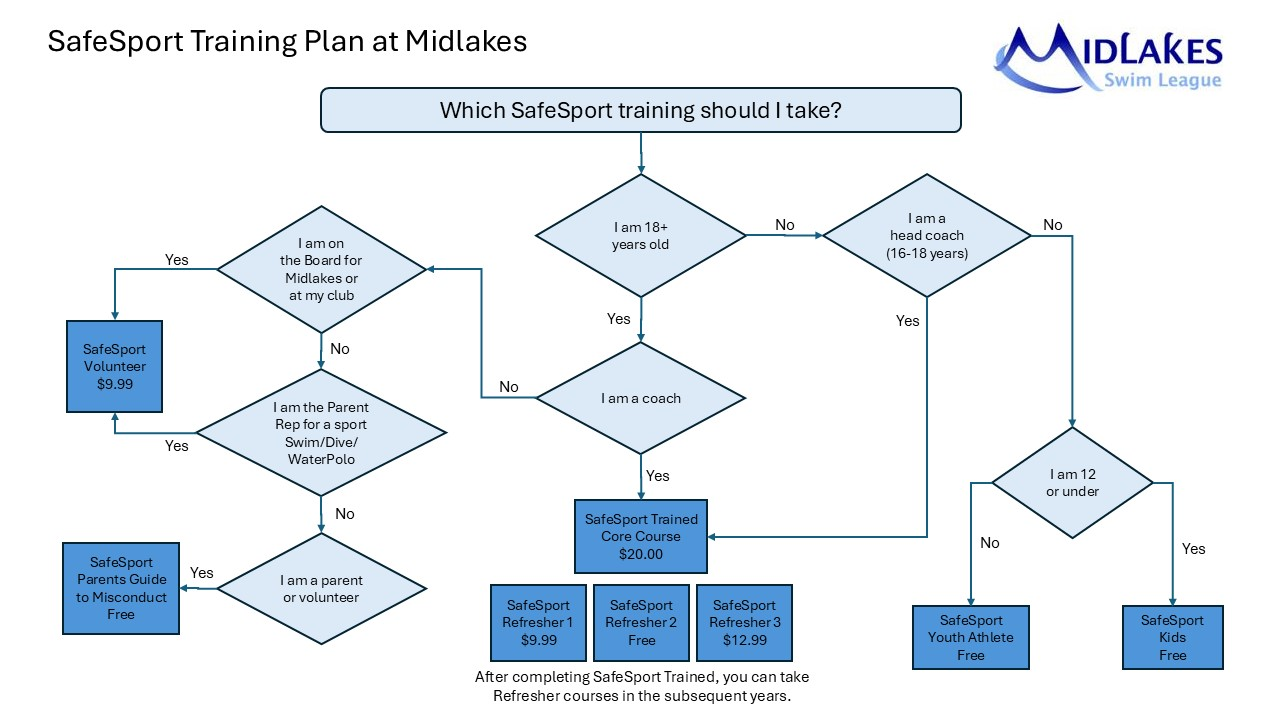 SafeSport Training Plan at Midlakes
MIDLAKES
Swim League
Which SafeSport training should I take?
I am 18+
years old
No
I am a
head coach
(16-18 years)
No
I am on
the Board for
Midlakes or
at my club
Yes
Yes
Yes
SafeSport
Volunteer
$9.99
No
I am a coach
No
I am the Parent
Rep for a sport
Swim/Dive/
WaterPolo
Yes
Yes
I am 12
or under
No
SafeSport Trained
Core Course
$20.00
No
Yes
SafeSport
Parents Guide
to Misconduct
Free
Yes
I am a parent
or volunteer
SafeSport
Refresher 1
$9.99
SafeSport
Refresher 2
Free
SafeSport
Refresher 3
$12.99
SafeSport
Youth Athlete
Free
SafeSport
Kids
Free
After completing SafeSport Trained, you can take
Refresher courses in the subsequent years.